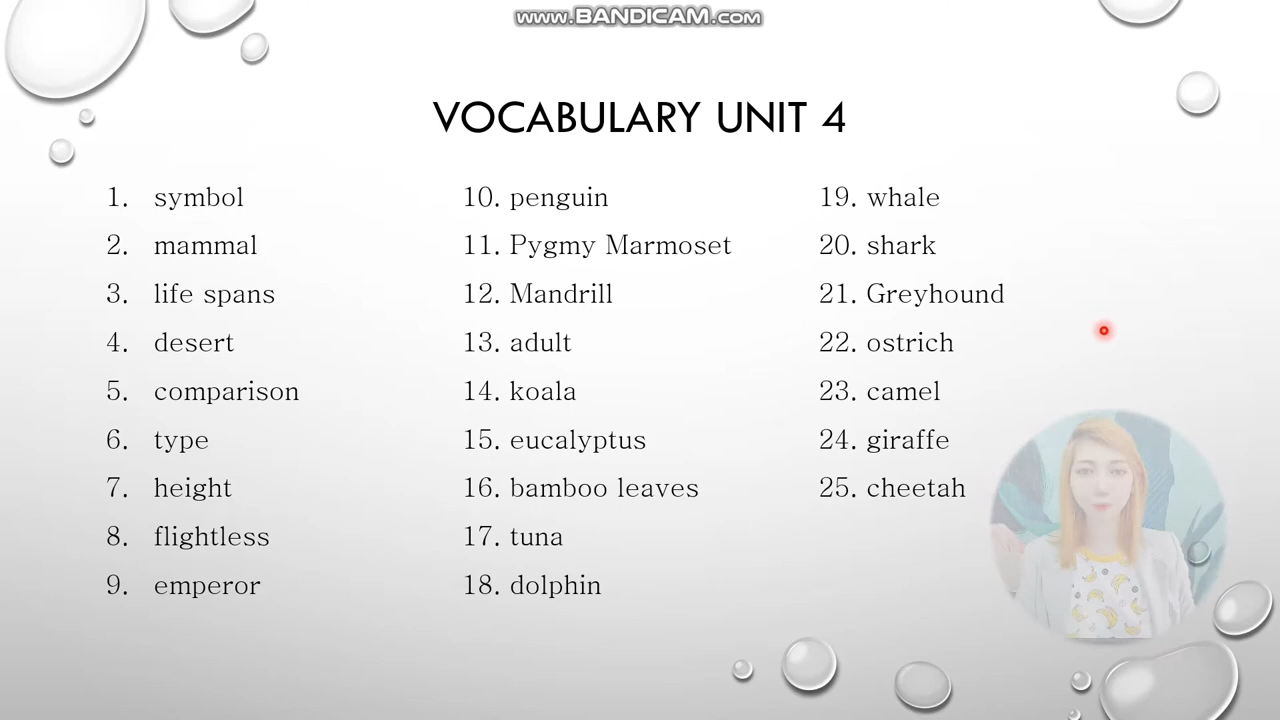 www.BANDICAM.com
VOCABULARY UNIT 4
1. symbol
2. mammal
3. life spans
4. desert
5. comparison
6. type
7. height
8. flightless
9. emperor
10. penguin
11. Pygmy Marmoset
12. Mandrill
13. adult
14. koala
15. eucalyptus
16. bamboo leaves
17. tuna
18. dolphin
19. whale
20. shark
21. Greyhound
22. ostrich
23. camel
24. giraffe
25. cheetah